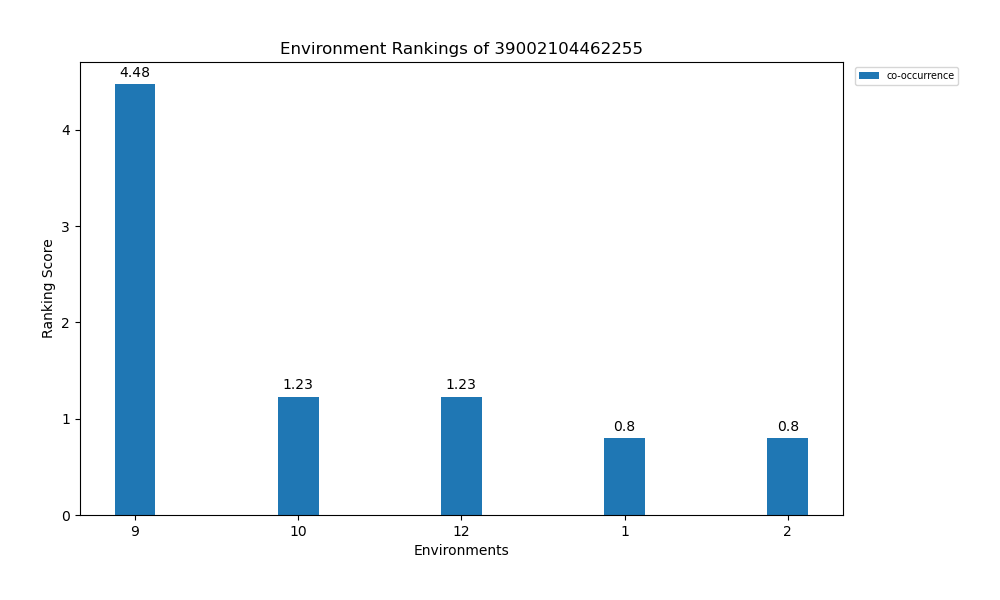 Environment Rankings of 39002104462255
co-occurrence
4.48
1.23
1.23
0.8
0.8
4
3
2
1
0
Ranking Score
9 10 12 1 2
Environments